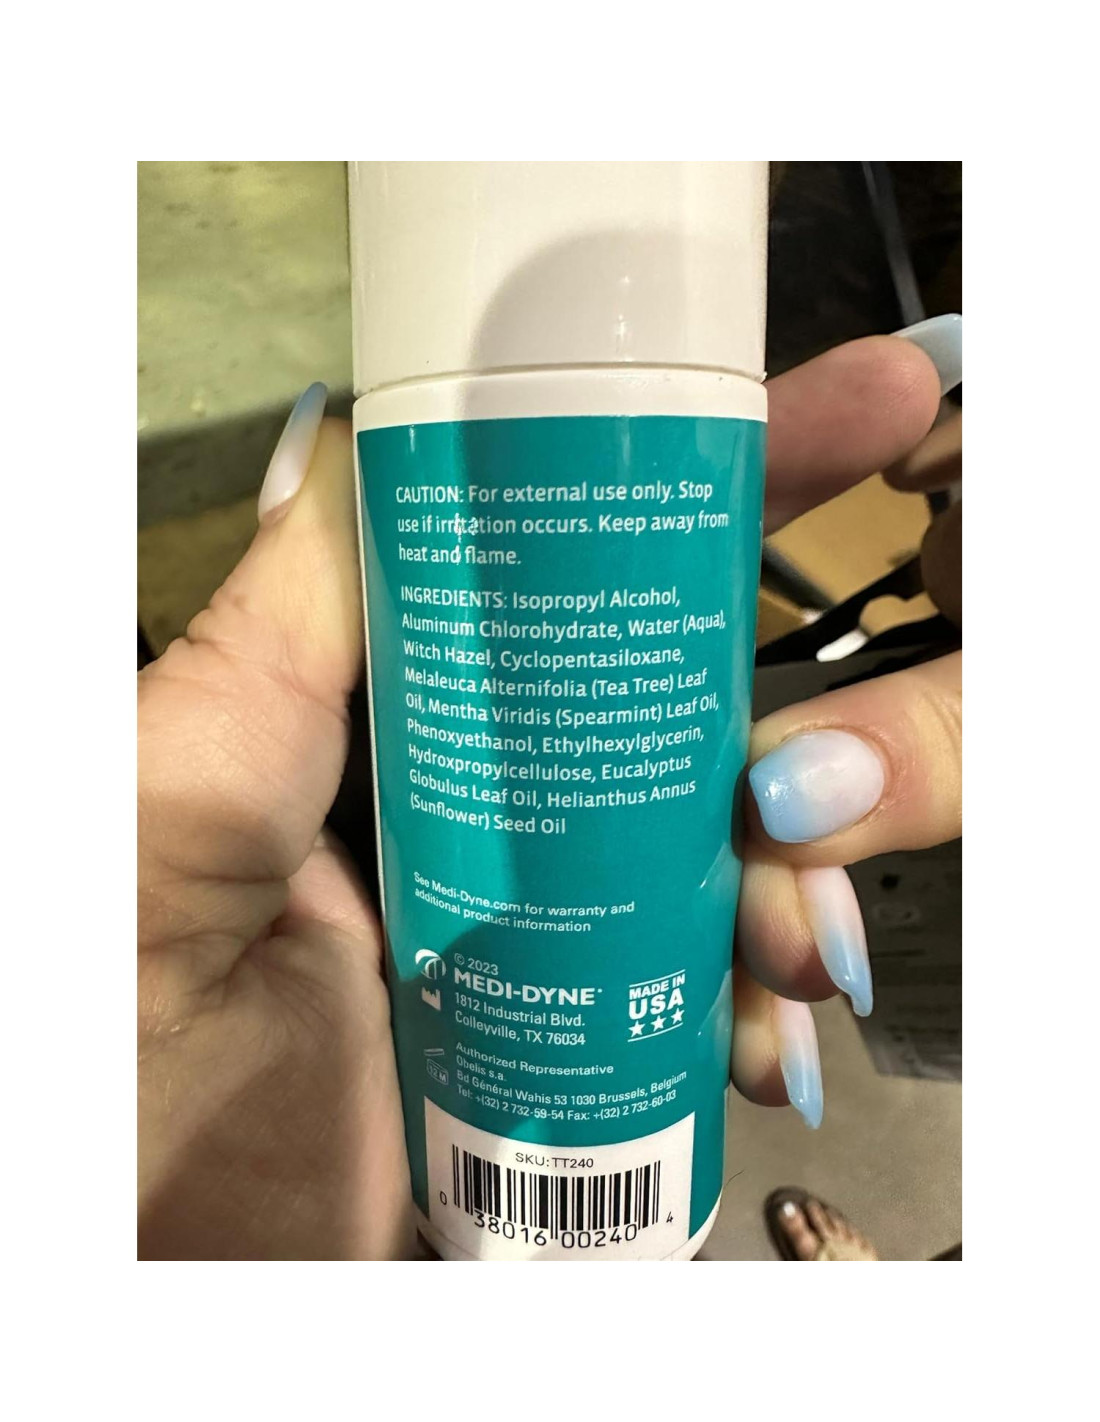 CAUTION: For external use only. Stop
use if irritation occurs. Keep away from
heat and flame.
INGREDIENTS: Isopropyl Alcohol,
Aluminum Chlorohydrate, Water (Aqua),
Witch Hazel, Cyclopentasiloxane,
Melaleuca Alternifolia (Tea Tree) Leaf
Oil, Mentha Viridis (Spearmint) Leaf Oil,
Phenoxyethanol, Ethylhexylglycerin,
Hydroxpropylcellulose, Eucalyptus
Globulus Leaf Oil, Helianthus Annus
(Sunflower) Seed Oil
See Medi-Dyne.com for warranty and
additional product information
© 2023
MEDI-DYNE
1812 Industrial Blvd.
Colleyville, TX 76034
MADE IN
USA
Authorized Representative
Obelis s.a.
Bd Général Wahis 53 1030 Brussels, Belgium
Tel: +(32) 2 732-59-54 Fax: +(32) 2 732-60-03
12 M
SKU: TT240
0 38016 00240 4